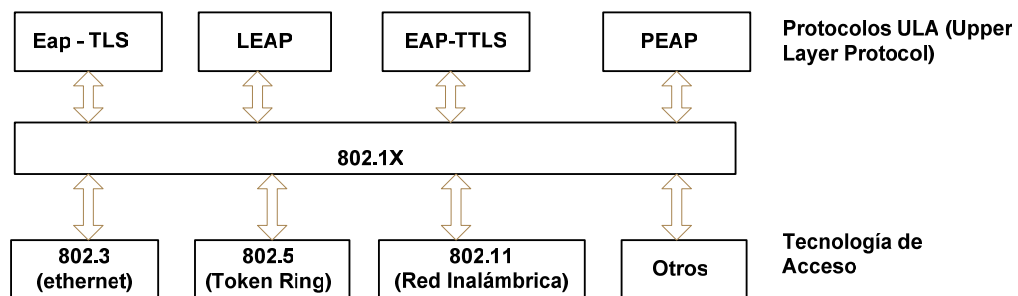 Eap - TLS
LEAP
EAP-TTLS
PEAP
Protocolos ULA (Upper
Layer Protocol)
802.1X
802.3
(ethernet)
802.5
(Token Ring)
802.11
(Red Inalámbrica)
Otros
Tecnología de
Acceso